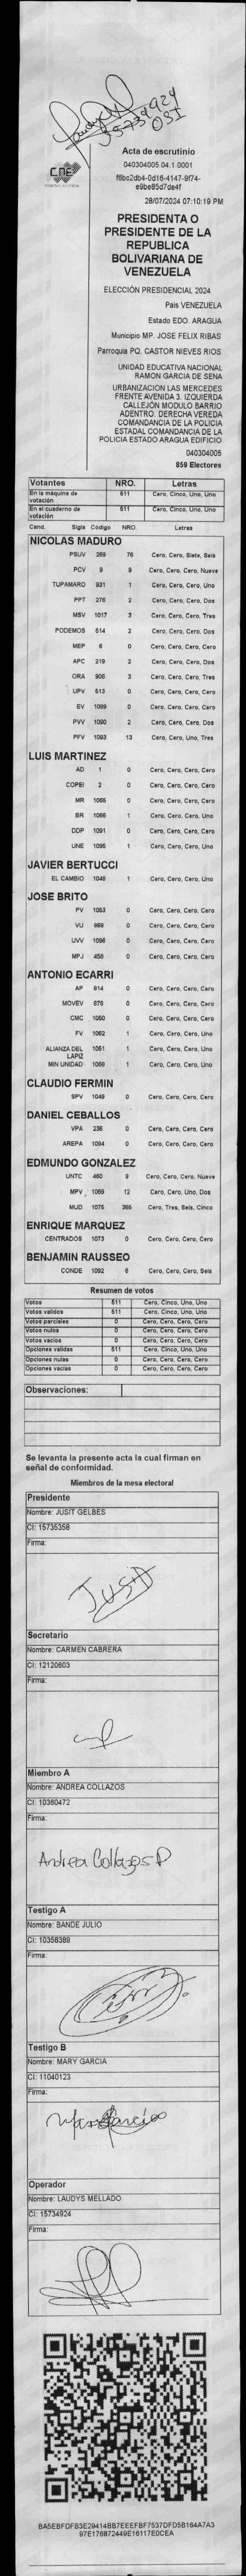 Laudys M
15734924
OSI
CNE
Acta de escrutinio
040304005.04.1.0001
f6bc2db4-0d16-4147-9f74-
e9be85d7de4f
28/07/2024 07:10:19 PM
PRESIDENTA O
PRESIDENTE DE LA
REPUBLICA
BOLIVARIANA DE
VENEZUELA
ELECCIÓN PRESIDENCIAL 2024
Pais VENEZUELA
Estado EDO. ARAGUA
Municipio MP. JOSE FELIX RIBAS
Parroquia PQ. CASTOR NIEVES RIOS
UNIDAD EDUCATIVA NACIONAL
RAMON GARCIA DE SENA
URBANIZACION LAS MERCEDES
FRENTE AVENIDA 3. IZQUIERDA
CALLEJÓN MODULO BARRIO
ADENTRO. DERECHA VEREDA
COMANDANCIA DE LA POLICIA
ESTADAL COMANDANCIA DE LA
POLICIA ESTADO ARAGUA EDIFICIO
040304005
859 Electores
Votantes NRO. Letras
En la máquina de votación 511 Cero, Cinco, Uno, Uno
En el cuaderno de votación 511 Cero, Cinco, Uno, Uno
Cand. Sigla Código NRO. Letras
NICOLAS MADURO
PSUV 269 76 Cero, Cero, Siete, Seis
PCV 9 9 Cero, Cero, Cero, Nueve
TUPAMARO 931 1 Cero, Cero, Cero, Uno
PPT 276 2 Cero, Cero, Cero, Dos
MSV 1017 3 Cero, Cero, Cero, Tres
PODEMOS 514 2 Cero, Cero, Cero, Dos
MEP 6 0 Cero, Cero, Cero, Cero
APC 219 2 Cero, Cero, Cero, Dos
ORA 906 3 Cero, Cero, Cero, Tres
UPV 513 0 Cero, Cero, Cero, Cero
EV 1089 0 Cero, Cero, Cero, Cero
PVV 1090 2 Cero, Cero, Cero, Dos
PFV 1093 13 Cero, Cero, Uno, Tres
LUIS MARTINEZ
AD 1 0 Cero, Cero, Cero, Cero
COPEI 2 0 Cero, Cero, Cero, Cero
MR 1065 0 Cero, Cero, Cero, Cero
BR 1066 1 Cero, Cero, Cero, Uno
DDP 1091 0 Cero, Cero, Cero, Cero
UNE 1095 1 Cero, Cero, Cero, Uno
JAVIER BERTUCCI
EL CAMBIO 1048 1 Cero, Cero, Cero, Uno
JOSE BRITO
PV 1053 0 Cero, Cero, Cero, Cero
VU 868 0 Cero, Cero, Cero, Cero
UVV 1096 0 Cero, Cero, Cero, Cero
MPJ 458 0 Cero, Cero, Cero, Cero
ANTONIO ECARRI
AP 814 0 Cero, Cero, Cero, Cero
MOVEV 879 0 Cero, Cero, Cero, Cero
CMC 1050 0 Cero, Cero, Cero, Cero
FV 1062 1 Cero, Cero, Cero, Uno
ALIANZA DEL LAPIZ 1051 1 Cero, Cero, Cero, Uno
MIN UNIDAD 1068 1 Cero, Cero, Cero, Uno
CLAUDIO FERMIN
SPV 1049 0 Cero, Cero, Cero, Cero
DANIEL CEBALLOS
VPA 236 0 Cero, Cero, Cero, Cero
AREPA 1094 0 Cero, Cero, Cero, Cero
EDMUNDO GONZALEZ
UNTC 460 9 Cero, Cero, Cero, Nueve
MPV 1069 12 Cero, Cero, Uno, Dos
MUD 1075 365 Cero, Tres, Seis, Cinco
ENRIQUE MARQUEZ
CENTRADOS 1073 0 Cero, Cero, Cero, Cero
BENJAMIN RAUSSEO
CONDE 1092 6 Cero, Cero, Cero, Seis
Resumen de votos
Votos 511 Cero, Cinco, Uno, Uno
Votos validos 511 Cero, Cinco, Uno, Uno
Votos parciales 0 Cero, Cero, Cero, Cero
Votos nulos 0 Cero, Cero, Cero, Cero
Votos vacios 0 Cero, Cero, Cero, Cero
Opciones validas 511 Cero, Cinco, Uno, Uno
Opciones nulas 0 Cero, Cero, Cero, Cero
Opciones vacias 0 Cero, Cero, Cero, Cero
Observaciones:
Se levanta la presente acta la cual firman en
señal de conformidad.
Miembros de la mesa electoral
Presidente
Nombre: JUSIT GELBES
CI: 15735358
Firma:
Jusit
Secretario
Nombre: CARMEN CABRERA
CI: 12120603
Firma:
Miembro A
Nombre: ANDREA COLLAZOS
CI: 10360472
Firma:
Andrea Collazos P
Testigo A
Nombre: BANDE JULIO
CI: 10358389
Firma:
Testigo B
Nombre: MARY GARCIA
CI: 11040123
Firma:
Mary Garcia
Operador
Nombre: LAUDYS MELLADO
CI: 15734924
Firma:
BA5EBFDFB3E29414BB7EEEFBF7537DFD5B164A7A3
97E176872449E16117E0CEA